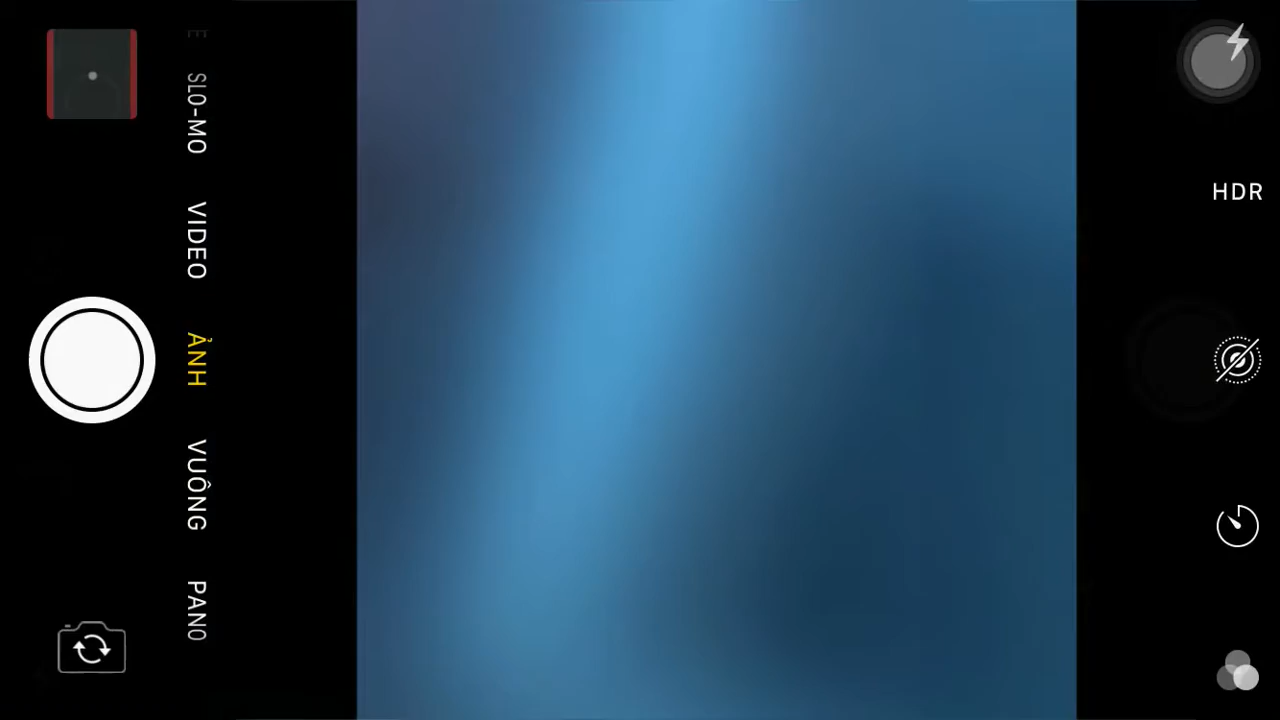 SLO-MO
VIDEO
ẢNH
VUÔNG
PANO
HDR